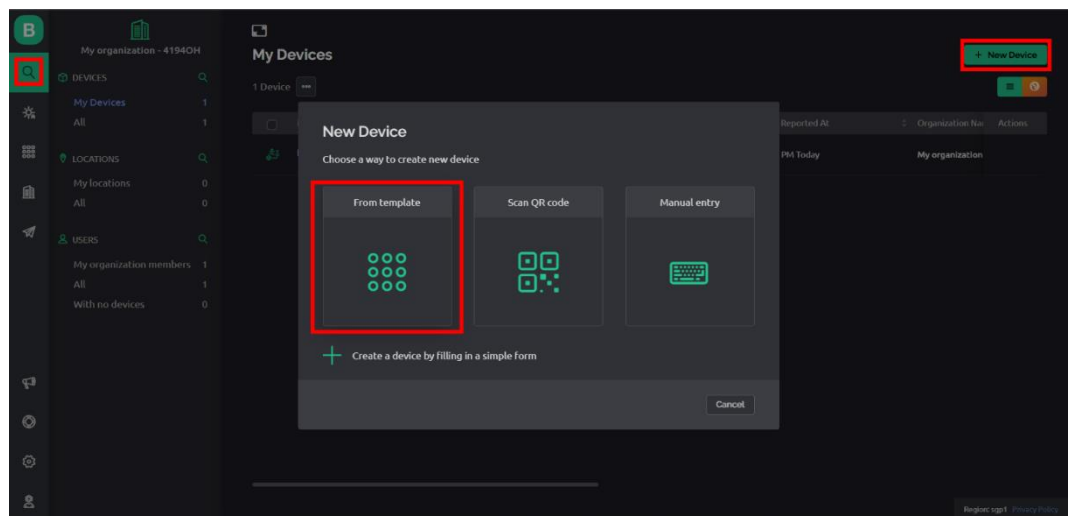 B
My organization - 4194OH
My Devices
+ New Device
DEVICES
1 Device
My Devices 1
All 1
New Device
Reported At
Organization
Actions
Choose a way to create new device
LOCATIONS
PM Today
My organization
My locations 0
All 0
From template
Scan QR code
Manual entry
USERS
My organization members 1
All 1
With no devices 0
Create a device by filling in a simple form
Cancel
Region: sgp1 Privacy Policy